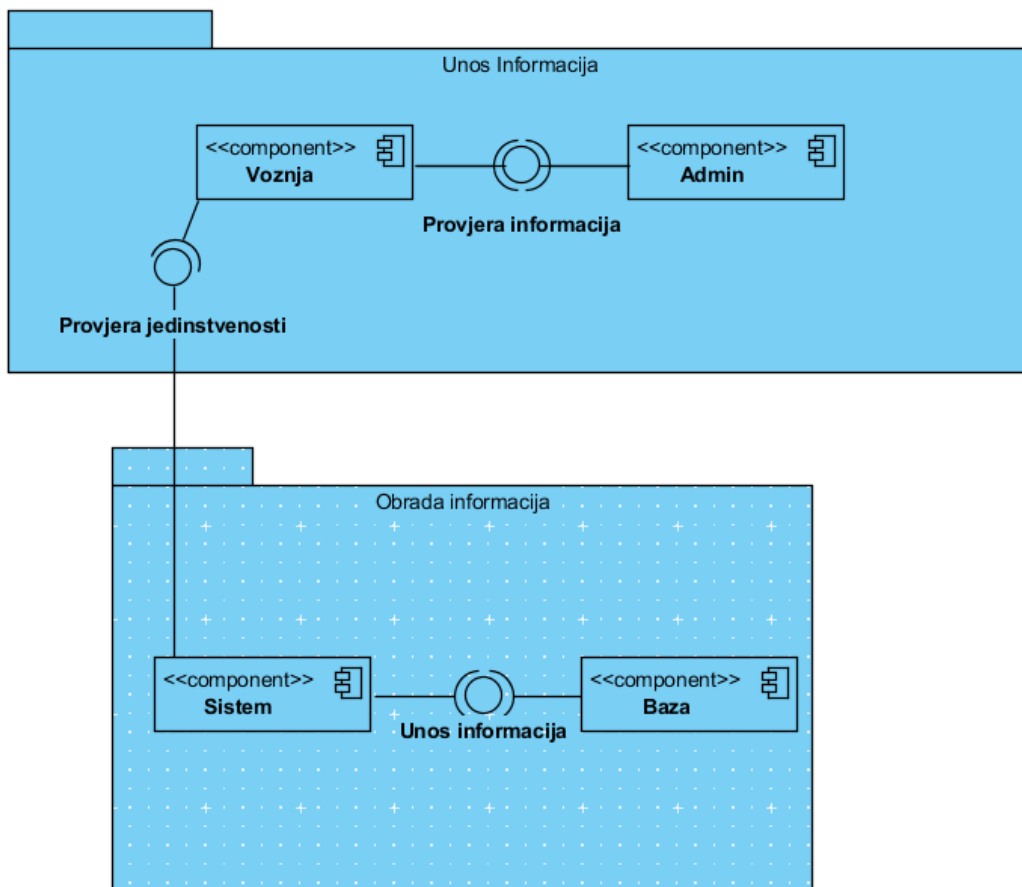 Unos Informacija
<<component>>
Voznja
<<component>>
Admin
Provjera informacija
Provjera jedinstvenosti
Obrada informacija
<<component>>
Sistem
<<component>>
Baza
Unos informacija